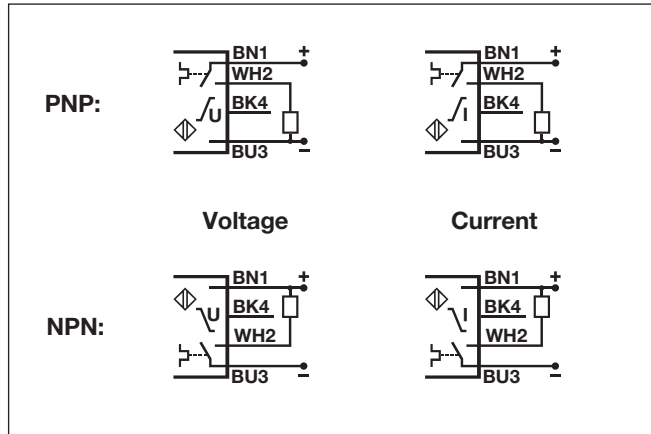 PNP:
BN1 +
WH2
U
BK4
BU3 –
BN1 +
WH2
I
BK4
BU3 –
Voltage
Current
NPN:
BN1 +
U
BK4
WH2
BU3 –
BN1 +
I
BK4
WH2
BU3 –